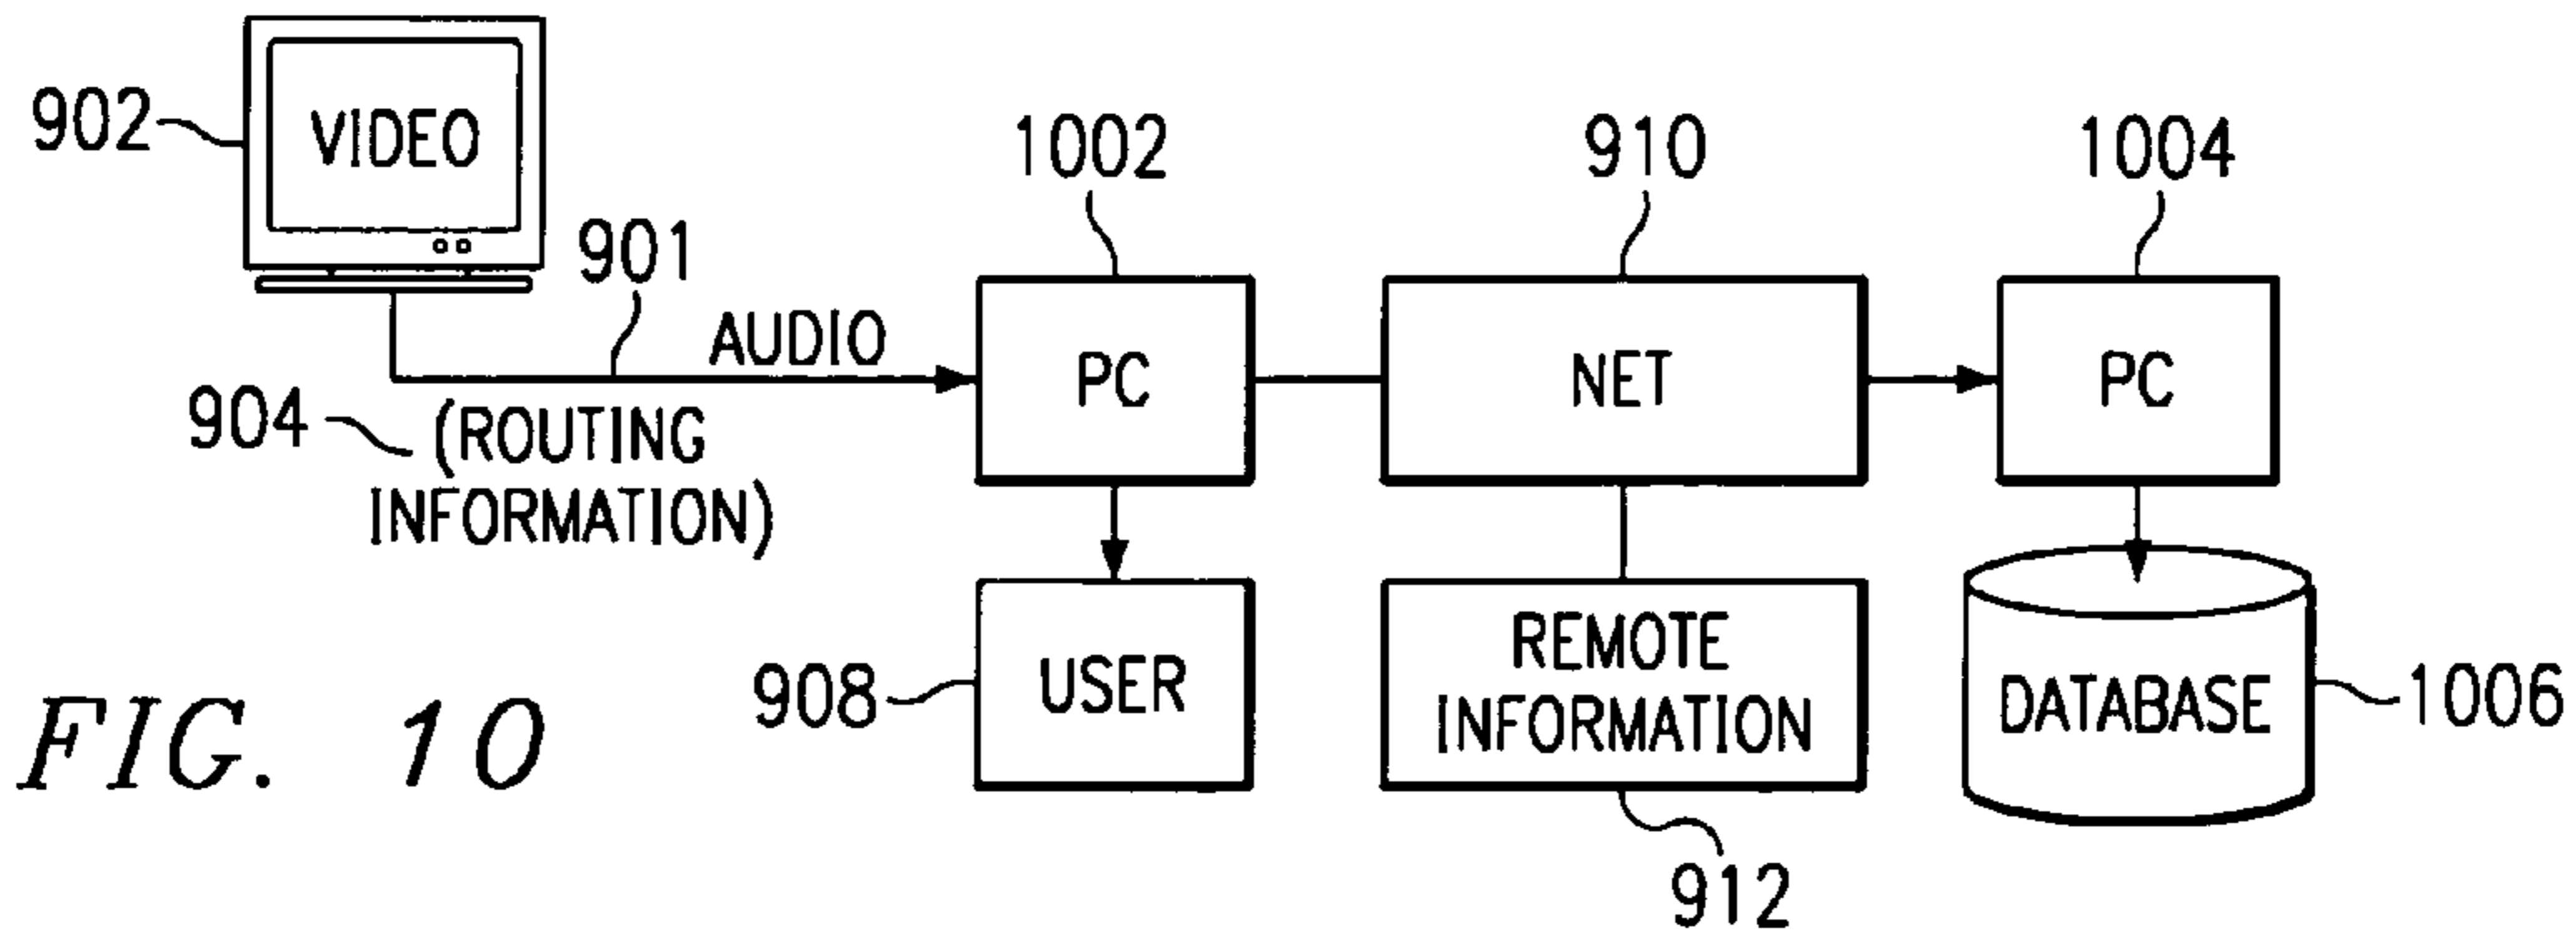 902
VIDEO
901
AUDIO
904
(ROUTING
INFORMATION)
1002
PC
910
NET
1004
PC
908
USER
REMOTE
INFORMATION
912
DATABASE
1006
FIG. 10